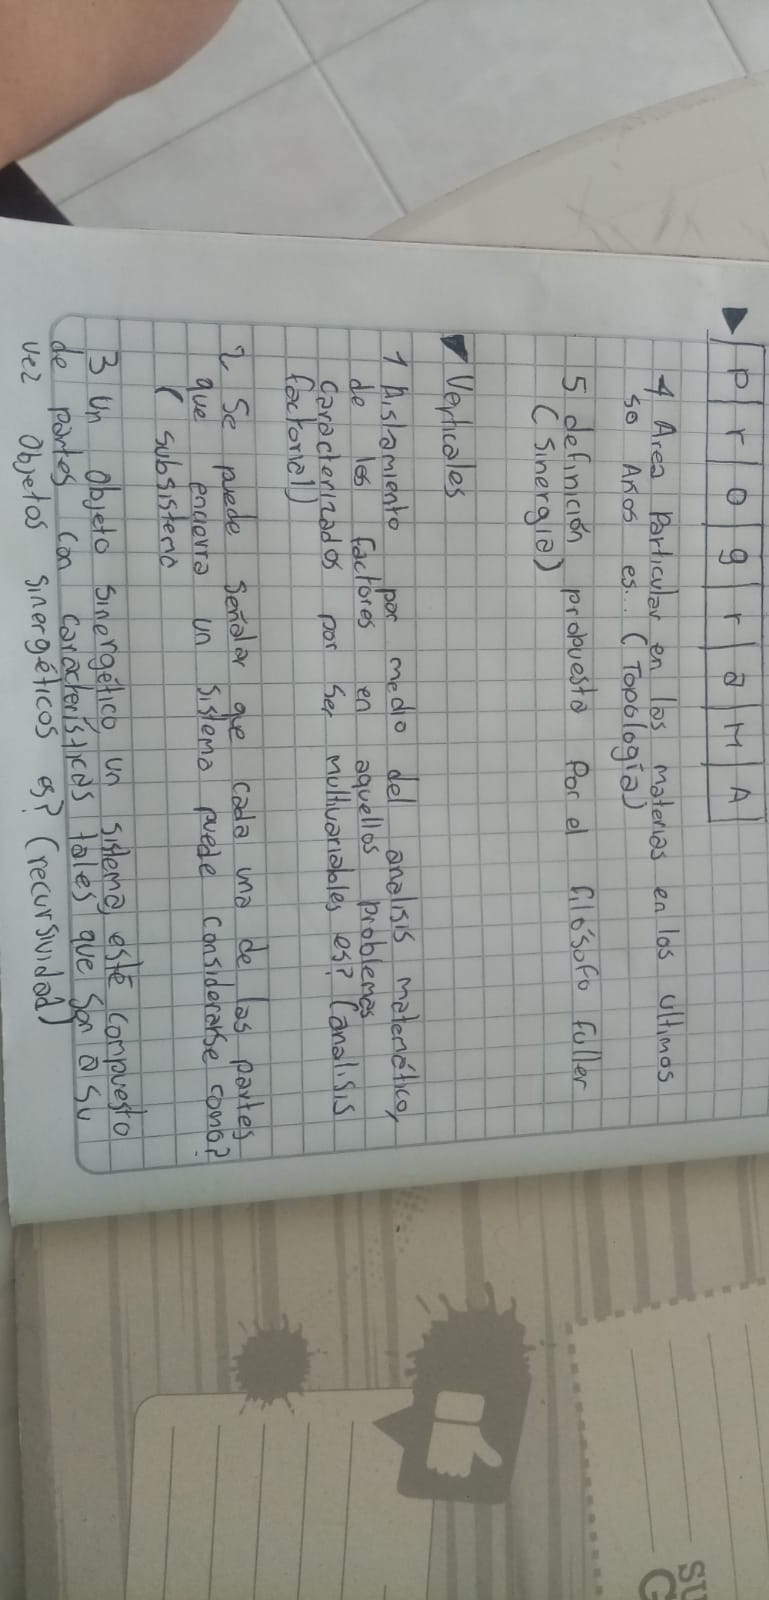 P r o g r a M A
4 Area Particular en las materias en los ultimos
50 Años es... (Topología)
5 definición propuesta Por el filósofo fuller
(Sinergia)
Verticales
1 Aislamiento por medio del analisis matemático,
de los factores en aquellos problemas
caracterizados por ser multivariables es? (analisis
factorial)
2 Se puede señalar que cada una de las partes
que encierra un sistema puede considerarse como?
(subsistema
3 Un Objeto sinergético un sistema, esté compuesto
de partes con características tales que son a su
vez Objetos sinergéticos es? (recursividad)
SU
G